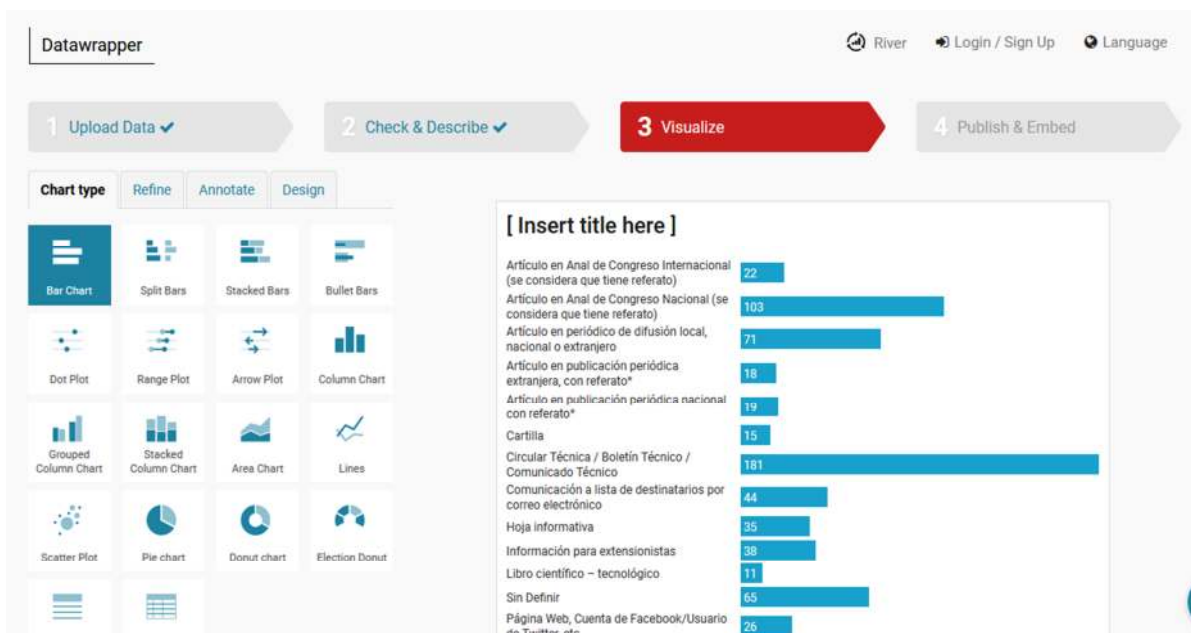 Datawrapper
River
Login / Sign Up
Language
1 Upload Data
2 Check & Describe
3 Visualize
4 Publish & Embed
Chart type
Refine
Annotate
Design
Bar Chart
Split Bars
Stacked Bars
Bullet Bars
Dot Plot
Range Plot
Arrow Plot
Column Chart
Grouped
Column Chart
Stacked
Column Chart
Area Chart
Lines
Scatter Plot
Pie chart
Donut chart
Election Donut
[ Insert title here ]
Artículo en Anal de Congreso Internacional
(se considera que tiene referato)
22
Artículo en Anal de Congreso Nacional (se
considera que tiene referato)
103
Artículo en periódico de difusión local,
nacional o extranjero
71
Artículo en publicación periódica
extranjera, con referato*
18
Artículo en publicación periódica nacional
con referato*
19
Cartilla
15
Circular Técnica / Boletín Técnico /
Comunicado Técnico
181
Comunicación a lista de destinatarios por
correo electrónico
44
Hoja informativa
35
Información para extensionistas
38
Libro científico – tecnológico
11
Sin Definir
65
Página Web, Cuenta de Facebook/Usuario
de Twitter, etc
26